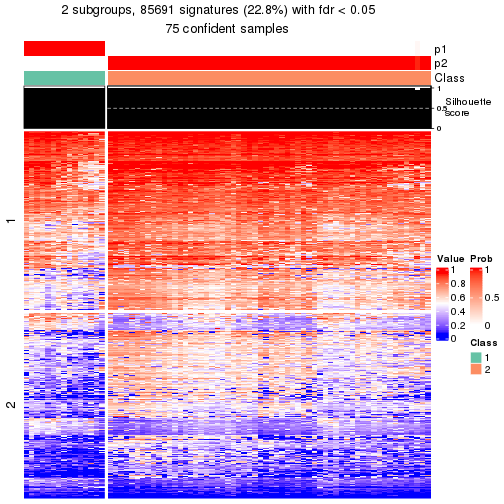 2 subgroups, 85691 signatures (22.8%) with fdr < 0.05
75 confident samples
p1
p2
Class
1
0.5
0
Silhouette
score
1
2
Value
1
0.8
0.6
0.4
0.2
0
Prob
1
0.5
0
Class
1
2